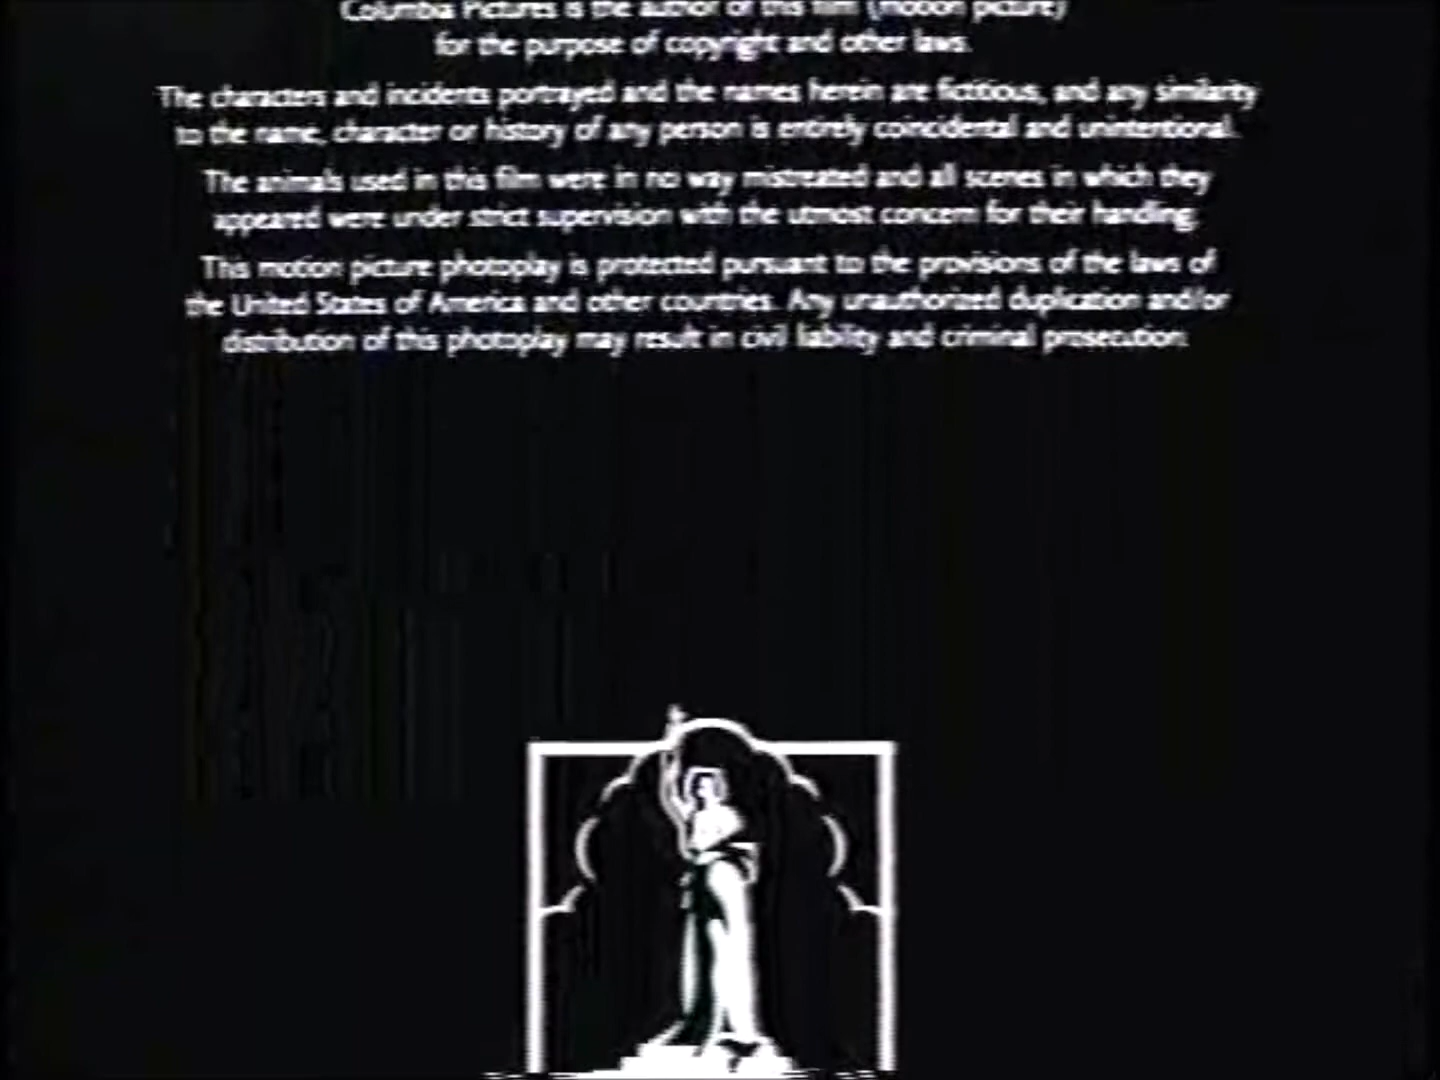 Columbia Pictures is the author of this film (motion picture)
for the purpose of copyright and other laws.
The characters and incidents portrayed and the names herein are fictitious, and any similarity
to the name, character or history of any person is entirely coincidental and unintentional.
The animals used in this film were in no way mistreated and all scenes in which they
appeared were under strict supervision with the utmost concern for their handling.
This motion picture photoplay is protected pursuant to the provisions of the laws of
the United States of America and other countries. Any unauthorized duplication and/or
distribution of this photoplay may result in civil liability and criminal prosecution.